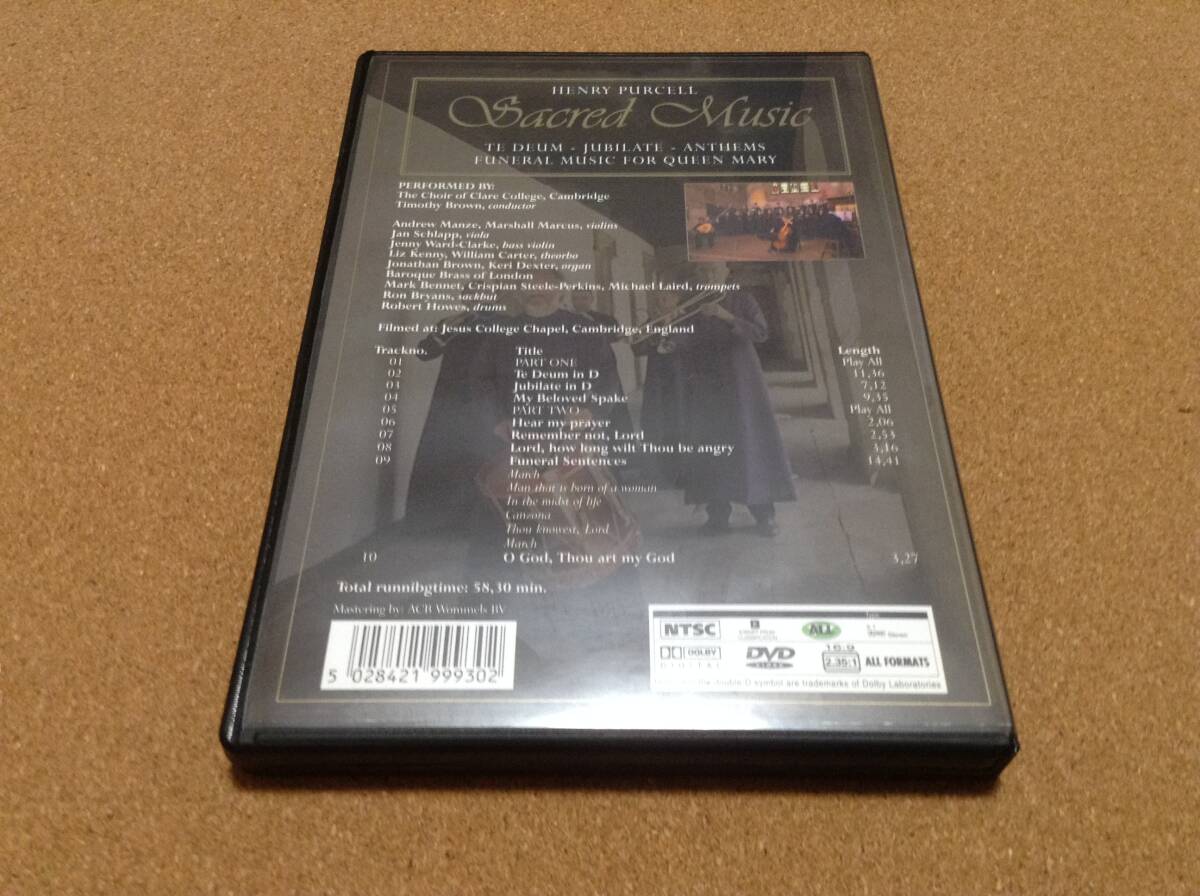 HENRY PURCELL
Sacred Music
TE DEUM - JUBILATE - ANTHEMS
FUNERAL MUSIC FOR QUEEN MARY
PERFORMED BY:
The Choir of Clare College, Cambridge
Timothy Brown, conductor
Andrew Manze, Marshall Marcus, violins
Jan Schlapp, viola
Jenny Ward-Clarke, bass violin
Liz Kenny, William Carter, theorbo
Jonathan Brown, Keri Dexter, organ
Baroque Brass of London
Mark Bennet, Crispian Steele-Perkins, Michael Laird, trompets
Ron Bryans, sackbut
Robert Howes, drums
Filmed at: Jesus College Chapel, Cambridge, England
Trackno. Title Length
01 PART ONE Play All
02 Te Deum in D 11,36
03 Jubilate in D 7,12
04 My Beloved Spake 9,35
05 PART TWO Play All
06 Hear my prayer 2,06
07 Remember not, Lord 2,53
08 Lord, how long wilt Thou be angry 3,16
09 Funeral Sentences 14,41
March
Man that is born of a woman
In the midst of life
Canzona
Thou knowest, Lord
March
10 O God, Thou art my God 3,27
Total runnibgtime: 58,30 min.
Mastering by: ACB Wommels BV
5 028421 999302
NTSC E EXEMPT FROM CLASSIFICATION ALL Stereo
DOLBY DIGITAL DVD VIDEO 16:9 2.35:1 ALL FORMATS
the double-D symbol are trademarks of Dolby Laboratories